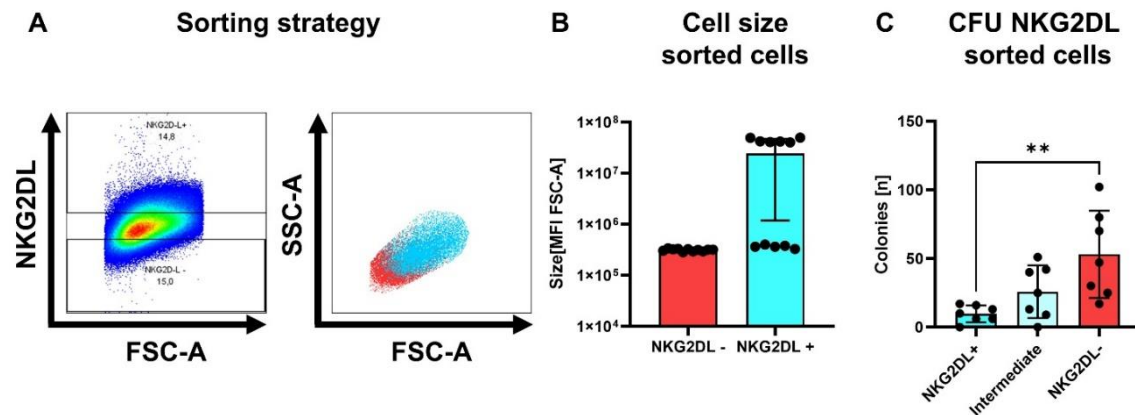 A
Sorting strategy
NKG2DL
NKG2D-L+
14,8
NKG2D-L -
15,0
FSC-A
SSC-A
FSC-A
B
Cell size
sorted cells
Size[MFI FSC-A]
1×10⁸
1×10⁷
1×10⁶
1×10⁵
1×10⁴
NKG2DL -
NKG2DL +
C
CFU NKG2DL
sorted cells
Colonies [n]
150
100
50
0
**
NKG2DL+
Intermediate
NKG2DL-